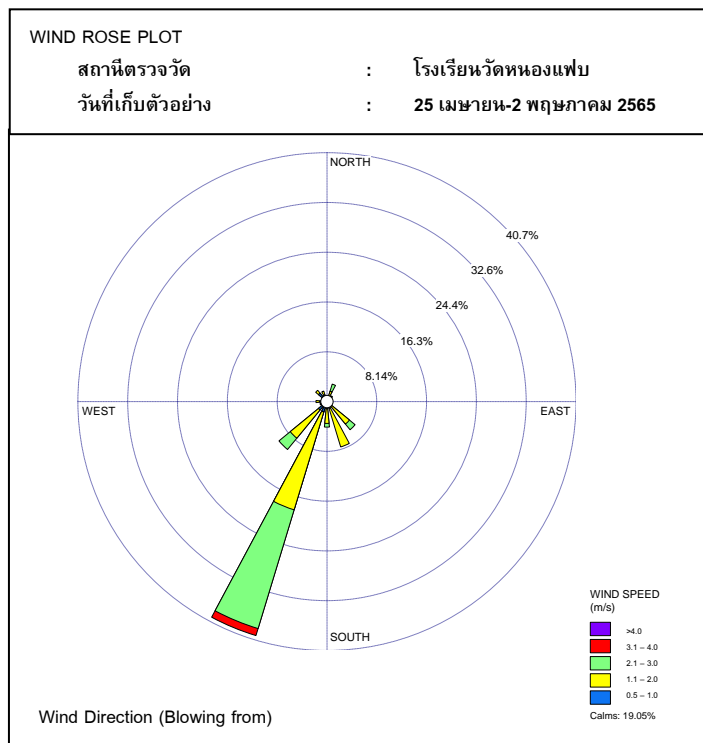 WIND ROSE PLOT
สถานีตรวจวัด : โรงเรียนวัดหนองแฟบ
วันที่เก็บตัวอย่าง : 25 เมษายน-2 พฤษภาคม 2565
NORTH
40.7%
32.6%
24.4%
16.3%
8.14%
WEST
EAST
SOUTH
WIND SPEED
(m/s)
>4.0
3.1 – 4.0
2.1 – 3.0
1.1 – 2.0
0.5 – 1.0
Calms: 19.05%
Wind Direction (Blowing from)